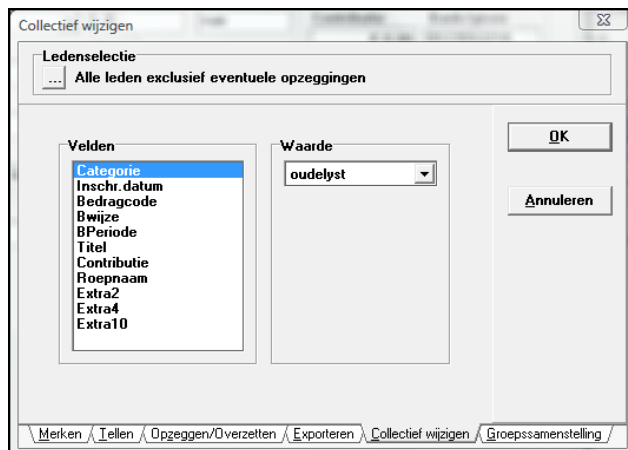 Collectief wijzigen
Ledenselectie
... Alle leden exclusief eventuele opzeggingen
Velden
Categorie
Inschr.datum
Bedragcode
Bwijze
BPeriode
Titel
Contributie
Roepnaam
Extra2
Extra4
Extra10
Waarde
oudelyst
OK
Annuleren
Merken / Tellen / Opzeggen/Overzetten / Exporteren / Collectief wijzigen / Groepssamenstelling